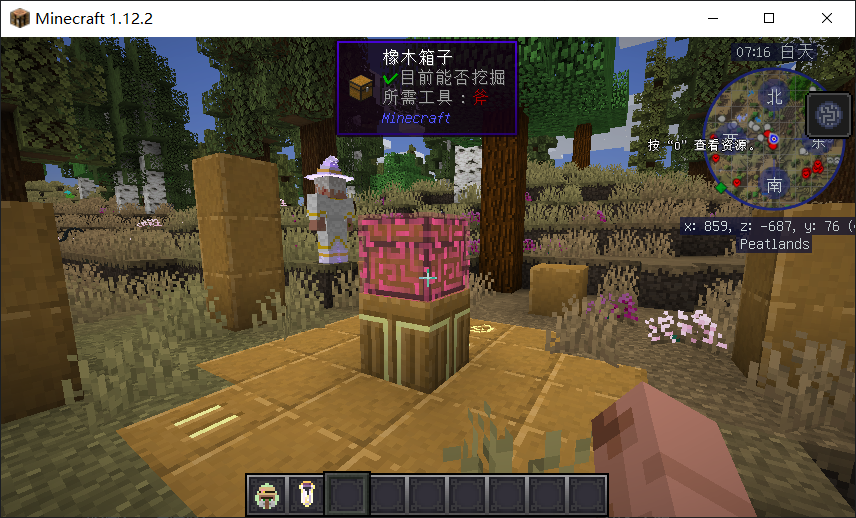 Minecraft 1.12.2
橡木箱子
✓目前能否挖掘
所需工具：斧
Minecraft
07:16 白天
北
西
东
按 “O” 查看资源。
南
x: 859, z: -687, y: 76 (
Peatlands